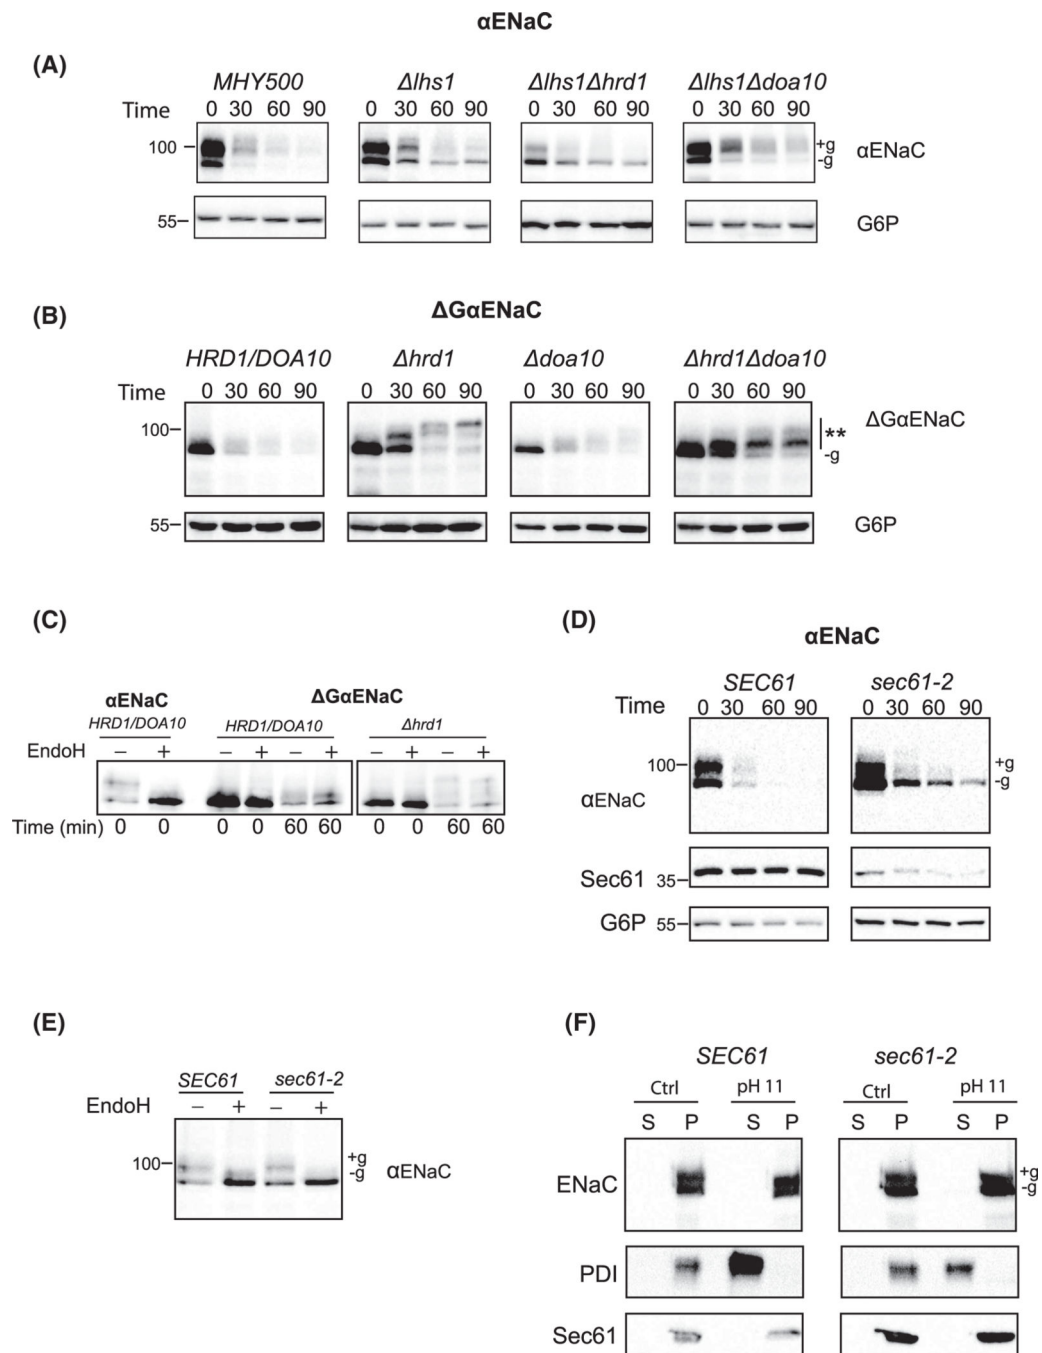 αENaC
(A)
MHY500 Δlhs1 Δlhs1Δhrd1 Δlhs1Δdoa10
Time 0 30 60 90 0 30 60 90 0 30 60 90 0 30 60 90
100 +g
-g αENaC
55 G6P
(B) ΔGαENaC
HRD1/DOA10 Δhrd1 Δdoa10 Δhrd1Δdoa10
Time 0 30 60 90 0 30 60 90 0 30 60 90 0 30 60 90
100 ** ΔGαENaC
-g
55 G6P
(C)
αENaC ΔGαENaC
HRD1/DOA10 HRD1/DOA10 Δhrd1
EndoH – + – + – + – + – +
Time (min) 0 0 0 0 60 60 0 0 60 60
(D)
αENaC
SEC61 sec61-2
Time 0 30 60 90 0 30 60 90
100 +g
-g
αENaC
Sec61 35
G6P 55
(E)
SEC61 sec61-2
EndoH – + – +
100 +g
-g αENaC
(F)
SEC61 sec61-2
Ctrl pH 11 Ctrl pH 11
S P S P S P S P
ENaC +g
-g
PDI
Sec61